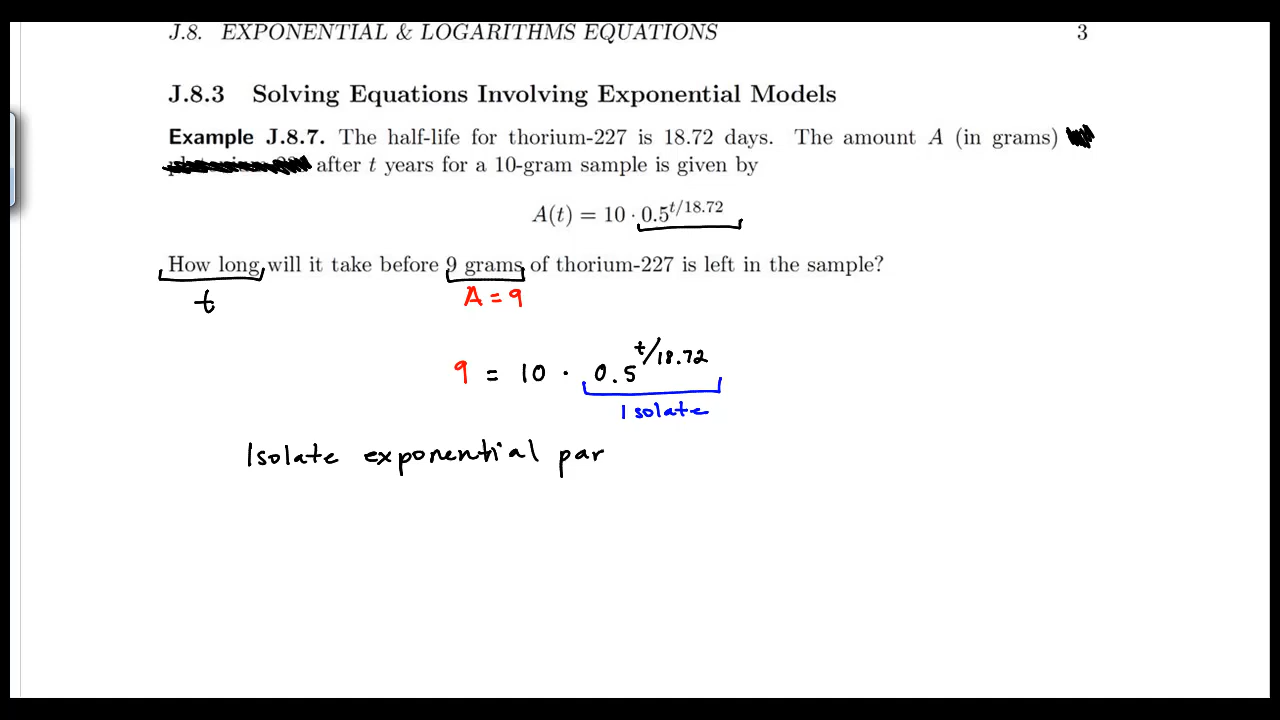 J.8. EXPONENTIAL & LOGARITHMS EQUATIONS 3
J.8.3 Solving Equations Involving Exponential Models
Example J.8.7. The half-life for thorium-227 is 18.72 days. The amount A (in grams)
after t years for a 10-gram sample is given by
A(t) = 10 · 0.5^{t/18.72}
How long will it take before 9 grams of thorium-227 is left in the sample?
t A = 9
9 = 10 · 0.5^{t/18.72}
Isolate
Isolate exponential par